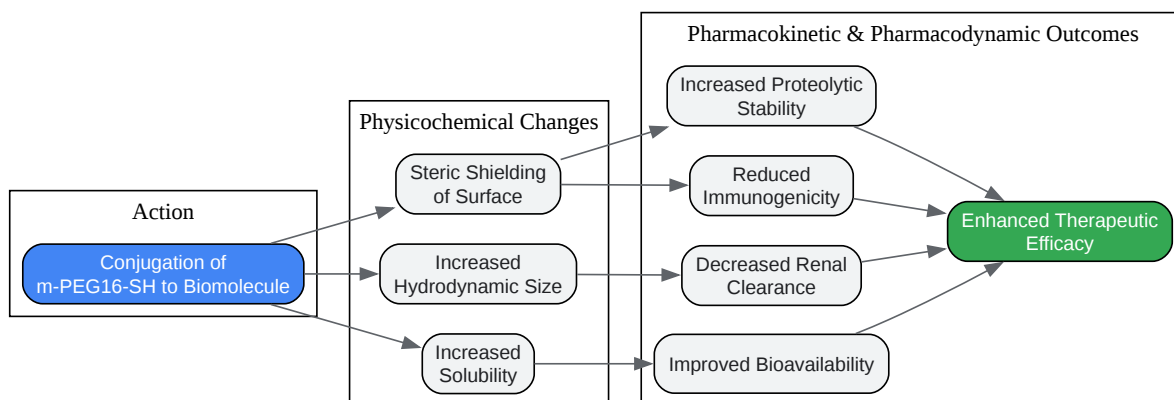 Action
Conjugation of
m-PEG16-SH to Biomolecule
Physicochemical Changes
Steric Shielding
of Surface
Increased
Hydrodynamic Size
Increased
Solubility
Pharmacokinetic & Pharmacodynamic Outcomes
Increased Proteolytic
Stability
Reduced
Immunogenicity
Decreased Renal
Clearance
Improved Bioavailability
Enhanced Therapeutic
Efficacy